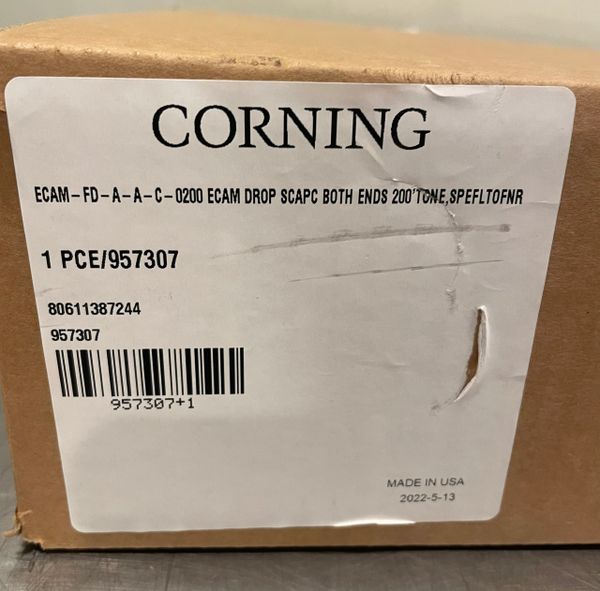 CORNING
ECAM-FD-A-A-C-0200 ECAM DROP SCAPC BOTH ENDS 200'TONE,SPEFLTOFNR
1 PCE/957307
80611387244
957307
957307+1
MADE IN USA
2022-5-13